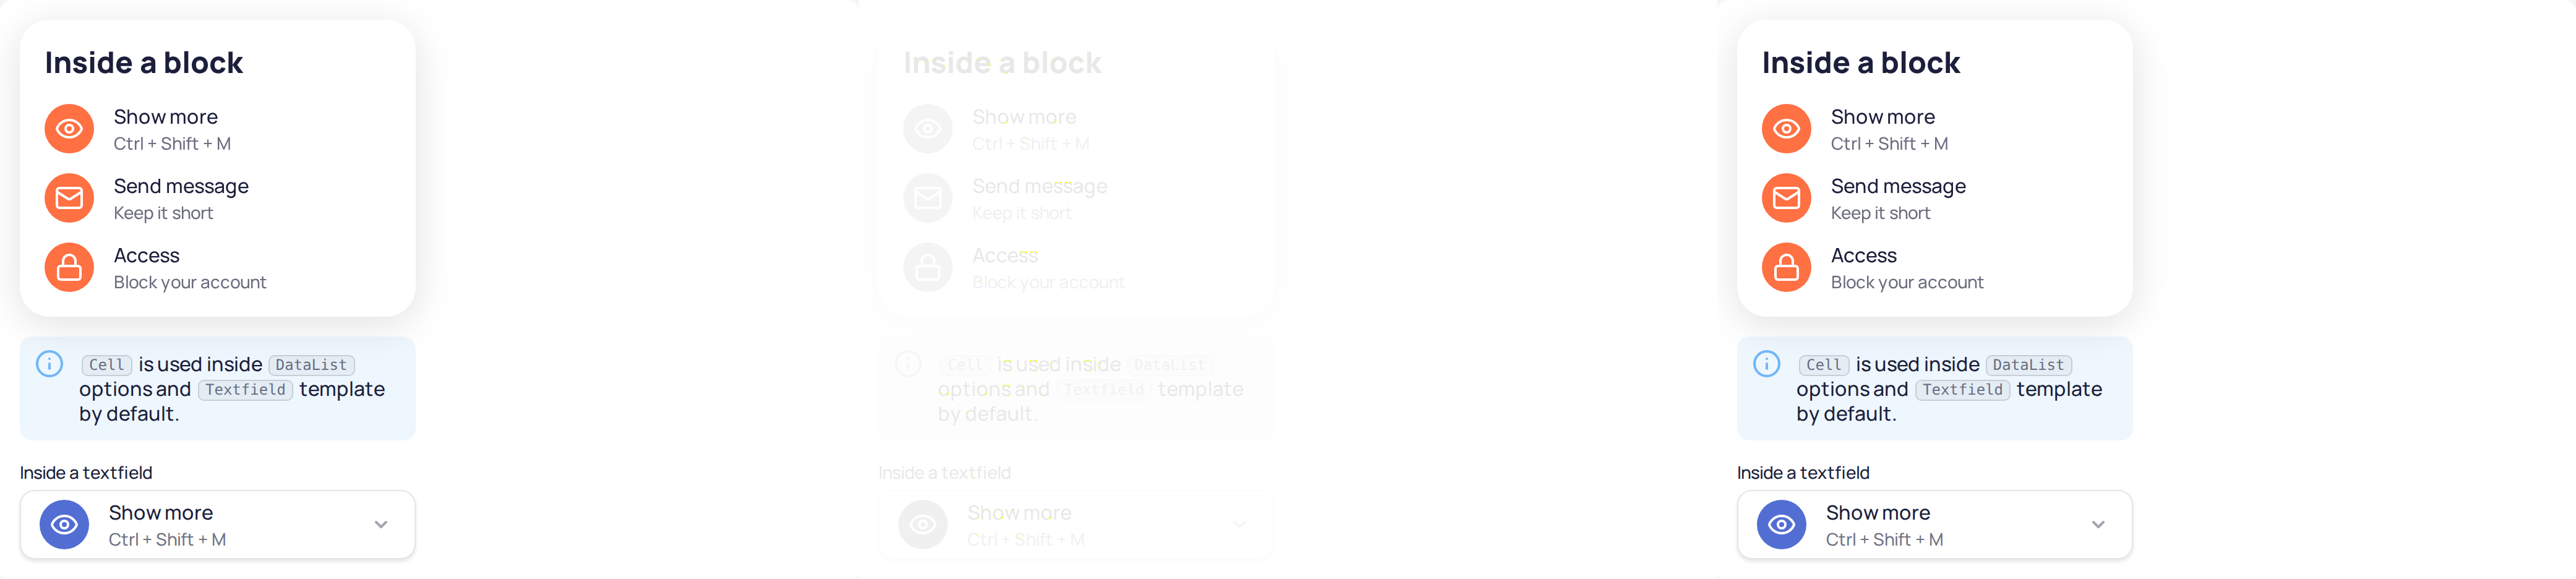 Inside a block
Show more
Ctrl + Shift + M
Send message
Keep it short
Access
Block your account
Cell is used inside DataList
options and Textfield template
by default.
Inside a textfield
Show more
Ctrl + Shift + M
Inside a block
Show more
Ctrl + Shift + M
Send message
Keep it short
Access
Block your account
Cell is used inside DataList
options and Textfield template
by default.
Inside a textfield
Show more
Ctrl + Shift + M
Inside a block
Show more
Ctrl + Shift + M
Send message
Keep it short
Access
Block your account
Cell is used inside DataList
options and Textfield template
by default.
Inside a textfield
Show more
Ctrl + Shift + M